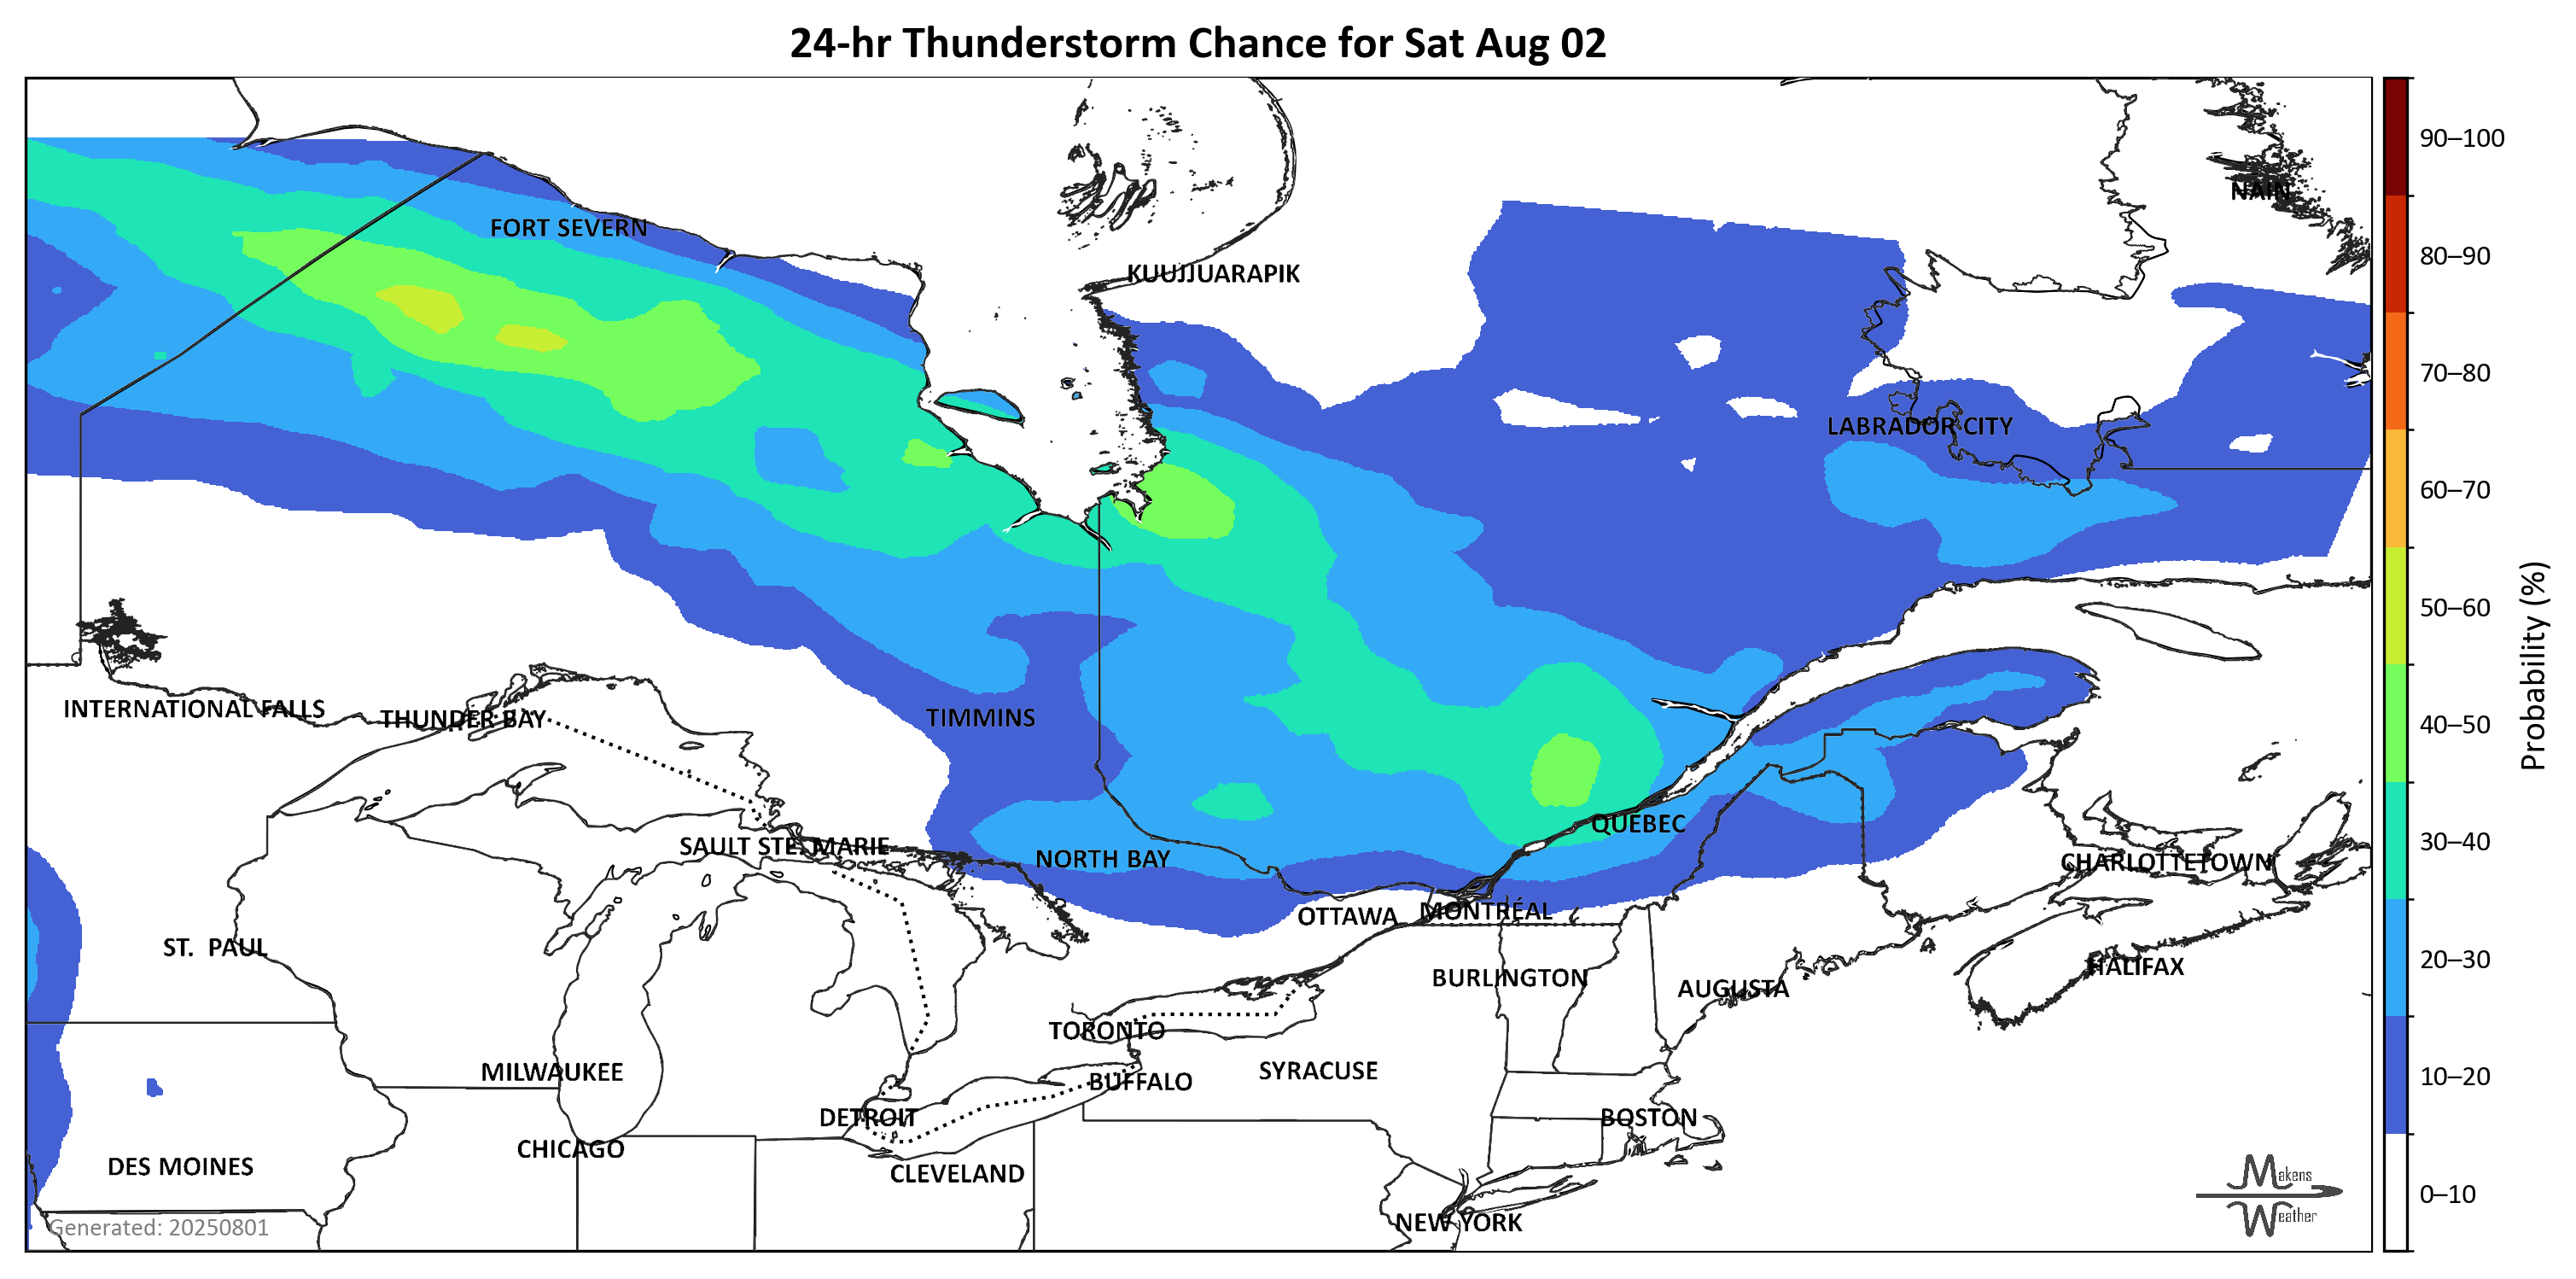 24-hr Thunderstorm Chance for Sat Aug 02
NAIN
FORT SEVERN
KUUJJUARAPIK
LABRADOR CITY
INTERNATIONAL FALLS
THUNDER BAY
TIMMINS
QUEBEC
SAULT STE. MARIE
NORTH BAY
CHARLOTTETOWN
OTTAWA
MONTRÉAL
ST. PAUL
HALIFAX
BURLINGTON
AUGUSTA
TORONTO
MILWAUKEE
SYRACUSE
BUFFALO
DETROIT
BOSTON
CHICAGO
DES MOINES
CLEVELAND
NEW YORK
Generated: 20250801
Makens
Weather
90–100
80–90
70–80
60–70
50–60
40–50
30–40
20–30
10–20
0–10
Probability (%)